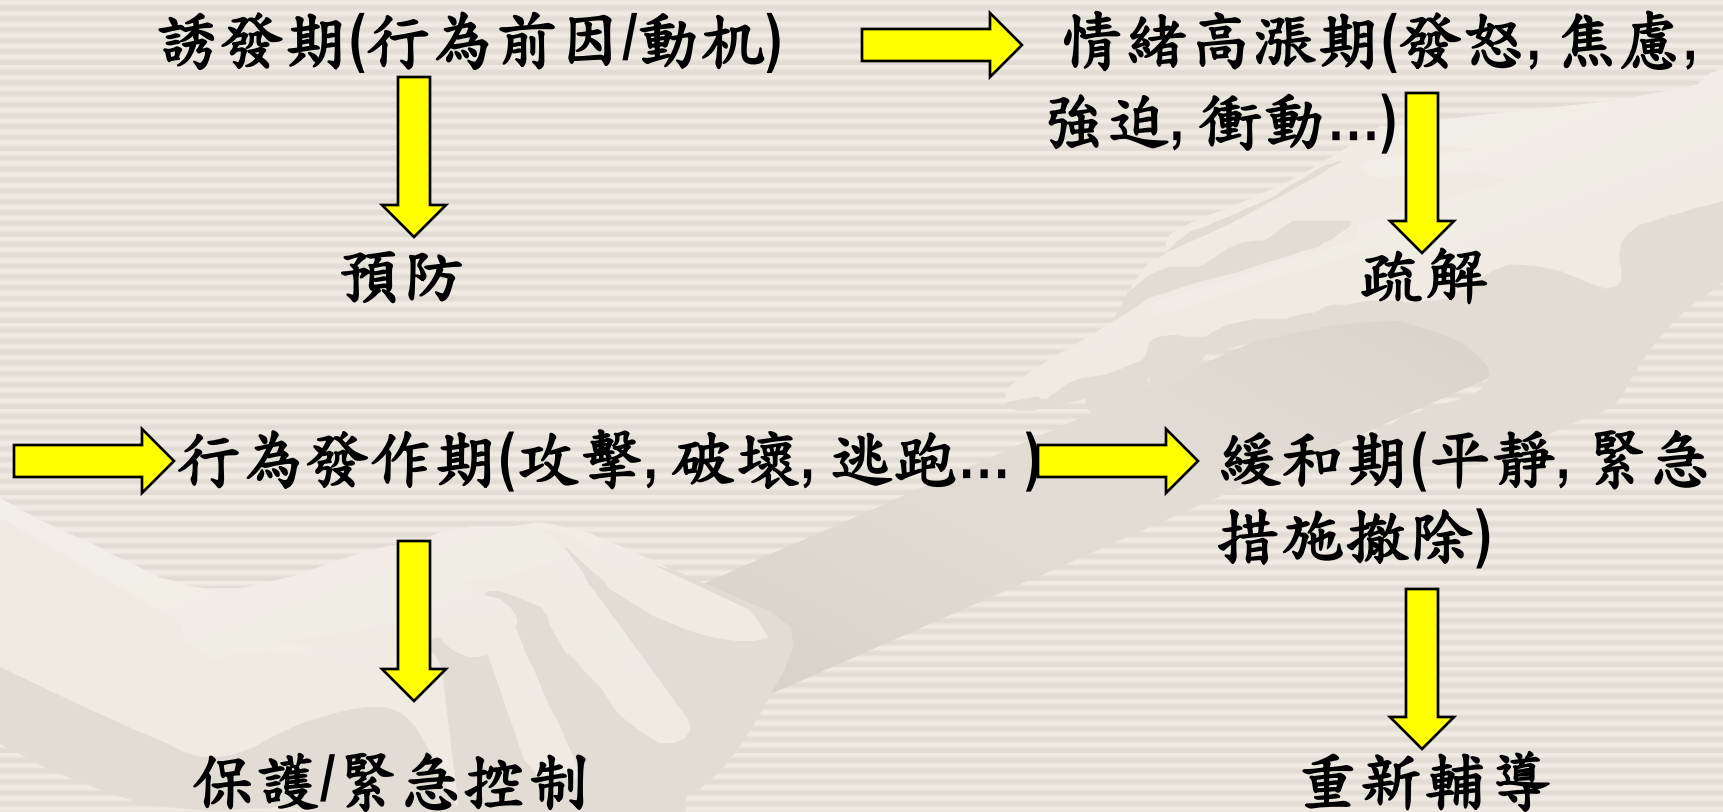 誘發期(行為前因/動机)
情緒高漲期(發怒, 焦慮,
強迫, 衝動...)
預防
疏解
行為發作期(攻擊, 破壞, 逃跑... )
緩和期(平靜, 緊急
措施撤除)
保護/緊急控制
重新輔導